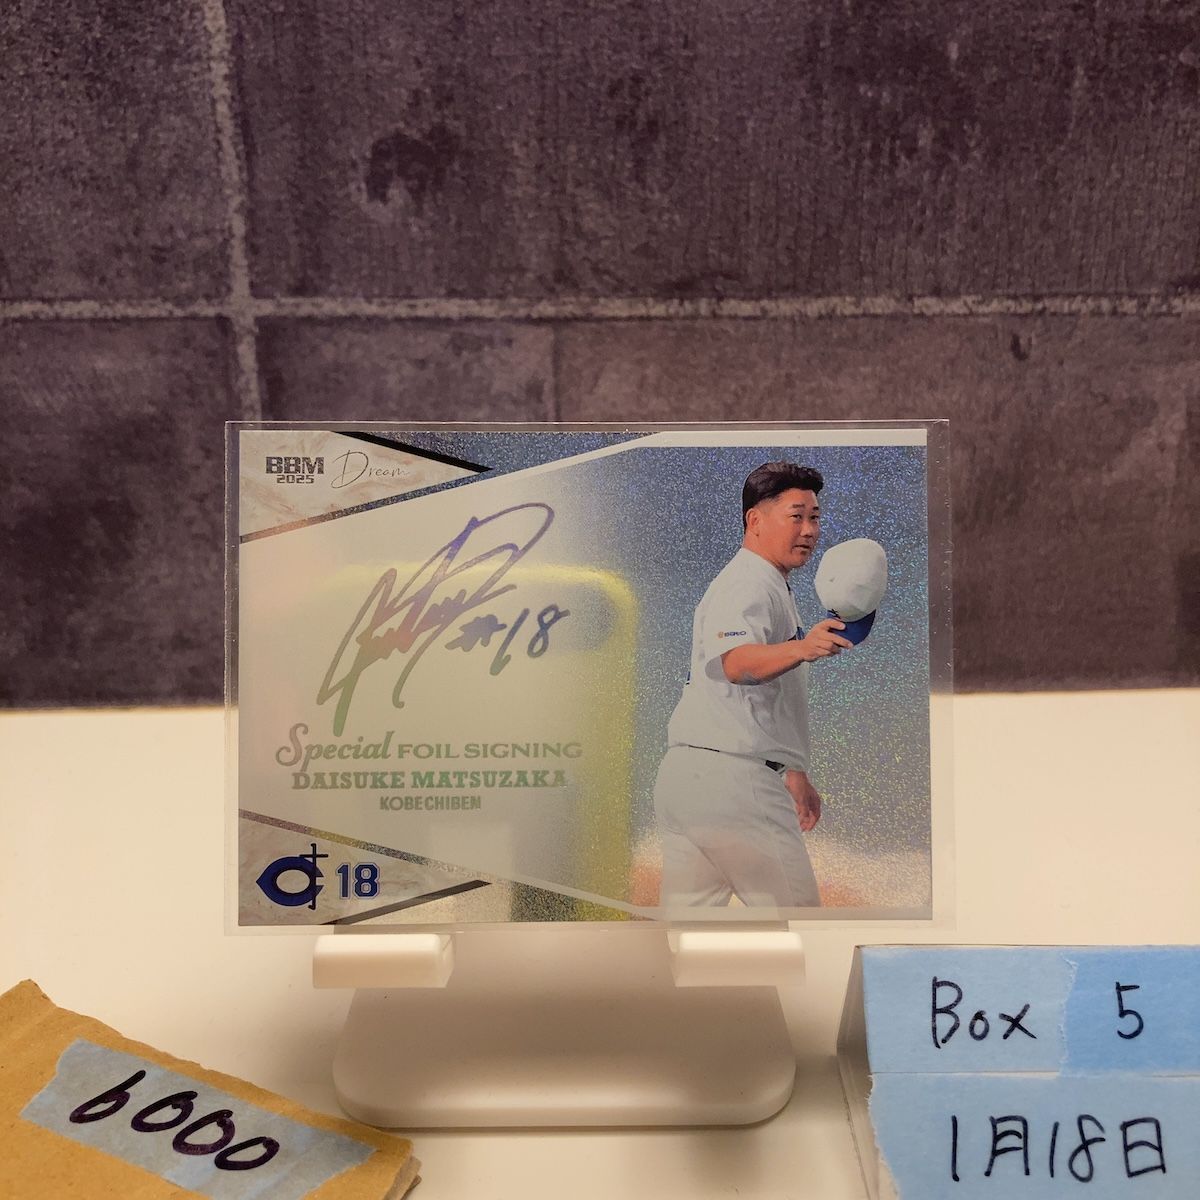 BBM
2025
Dream
#18
Special FOIL SIGNING
DAISUKE MATSUZAKA
KOBECHIBEN
18
Box 5
1月18日
6000